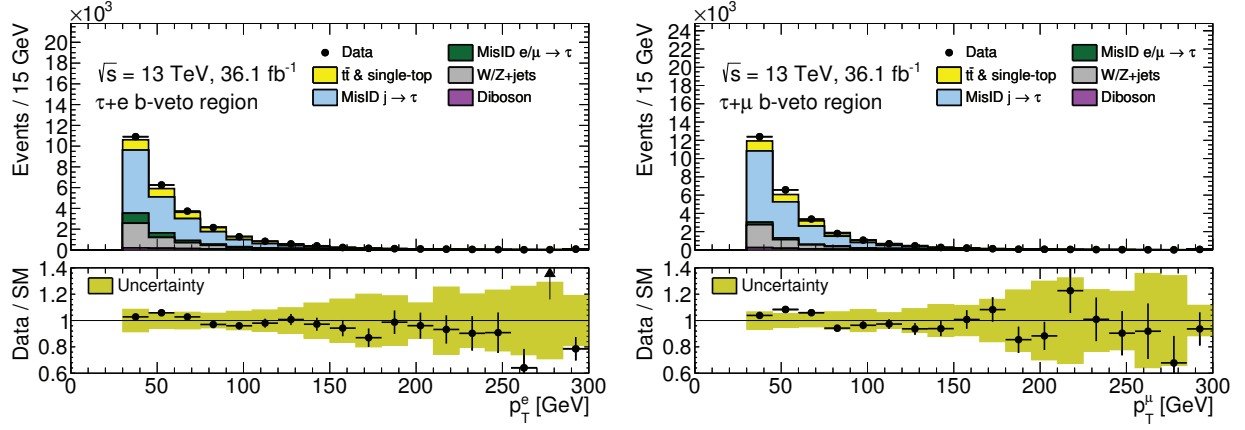 ×10³
Events / 15 GeV
20
18
16
14
12
10
8
6
4
2
0
Data MisID e/μ → τ
√s = 13 TeV, 36.1 fb⁻¹ tt̄ & single-top W/Z+jets
τ+e b-veto region MisID j → τ Diboson
Data / SM
1.4
1.2
1
0.8
0.6
Uncertainty
0 50 100 150 200 250 300
p_T^e [GeV]
×10³
Events / 15 GeV
24
22
20
18
16
14
12
10
8
6
4
2
0
Data MisID e/μ → τ
√s = 13 TeV, 36.1 fb⁻¹ tt̄ & single-top W/Z+jets
τ+μ b-veto region MisID j → τ Diboson
Data / SM
1.4
1.2
1
0.8
0.6
Uncertainty
0 50 100 150 200 250 300
p_T^μ [GeV]